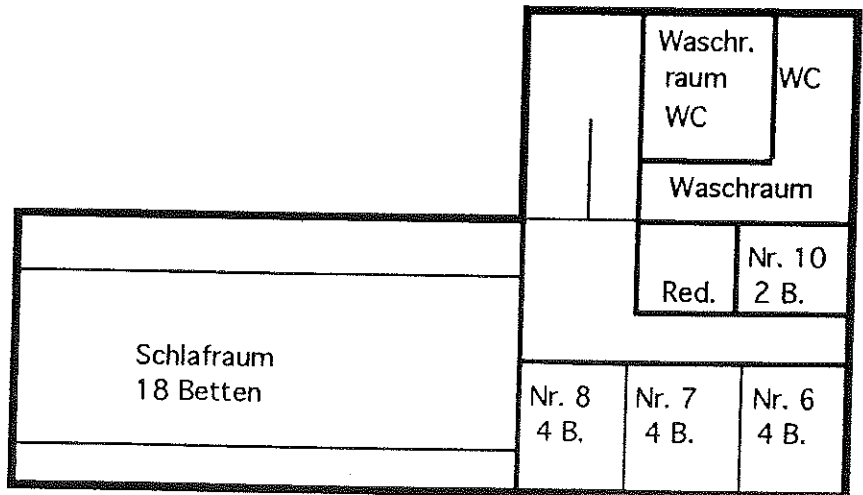 Waschr.
raum
WC
WC
Waschraum
Red.
Nr. 10
2 B.
Schlafraum
18 Betten
Nr. 8
4 B.
Nr. 7
4 B.
Nr. 6
4 B.